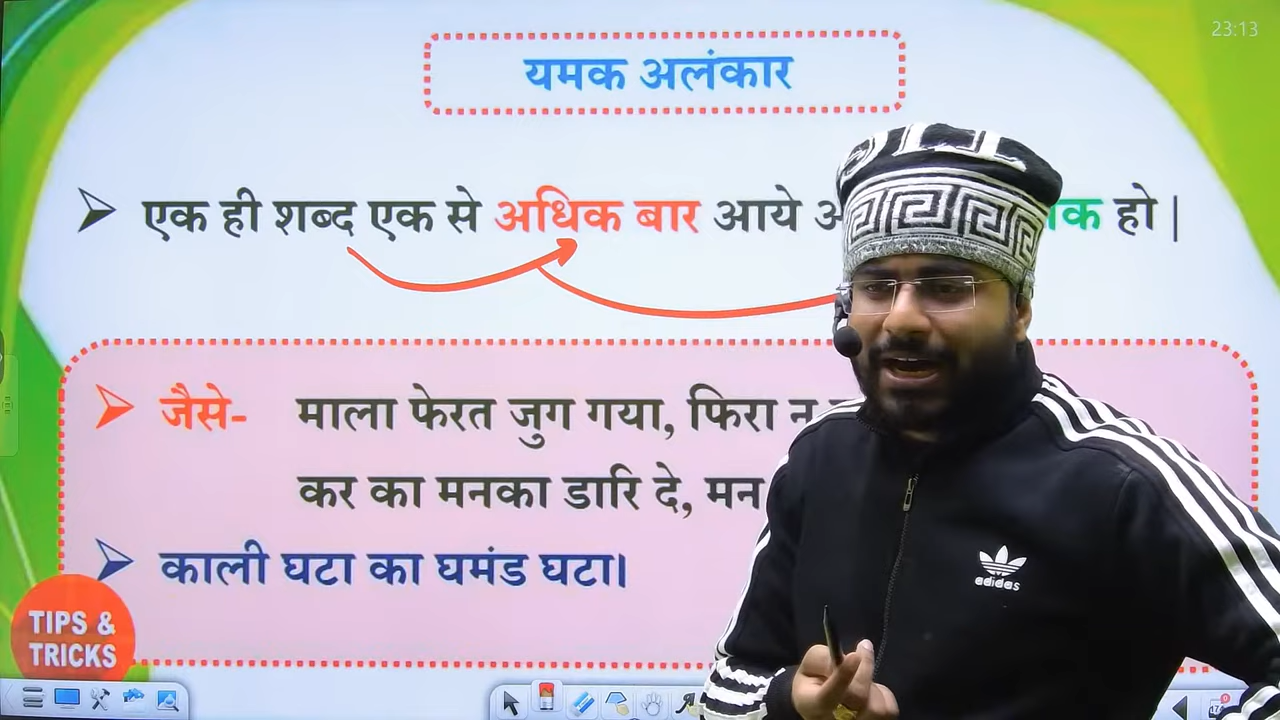 23:13
यमक अलंकार
एक ही शब्द एक से अधिक बार आये हो |
जैसे- माला फेरत जुग गया, फिरा न
कर का मनका डारि दे, मन
काली घटा का घमंड घटा।
TIPS &
TRICKS
adidas